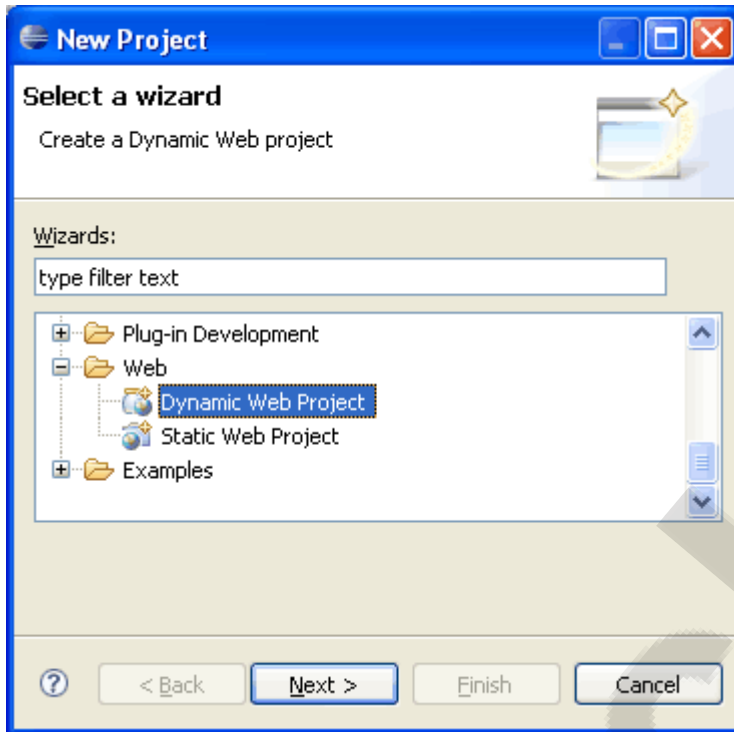 New Project
Select a wizard
Create a Dynamic Web project
Wizards:
type filter text
Plug-in Development
Web
Dynamic Web Project
Static Web Project
Examples
? < Back Next > Finish Cancel